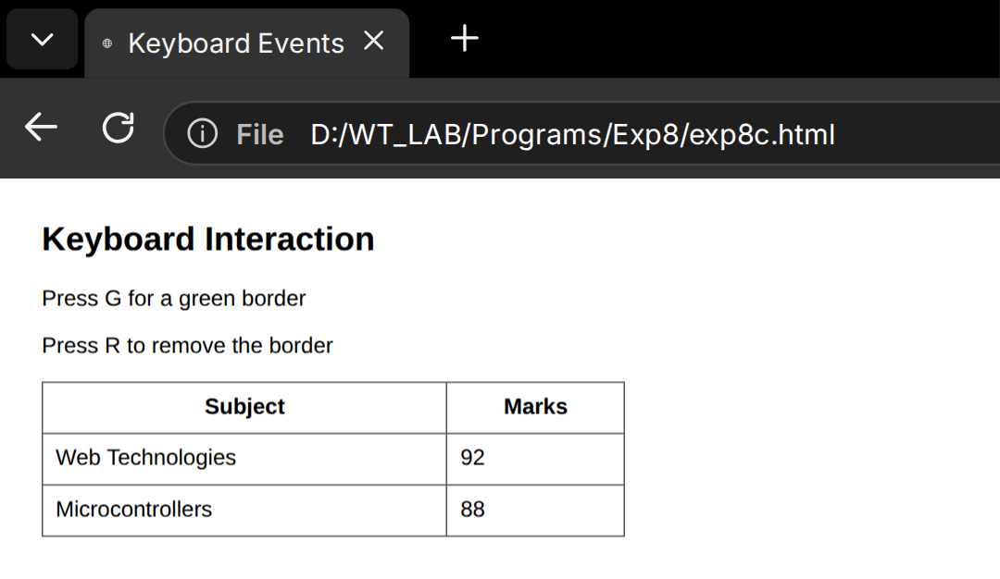 Keyboard Events
File D:/WT_LAB/Programs/Exp8/exp8c.html
Keyboard Interaction
Press G for a green border
Press R to remove the border
Subject Marks
Web Technologies 92
Microcontrollers 88